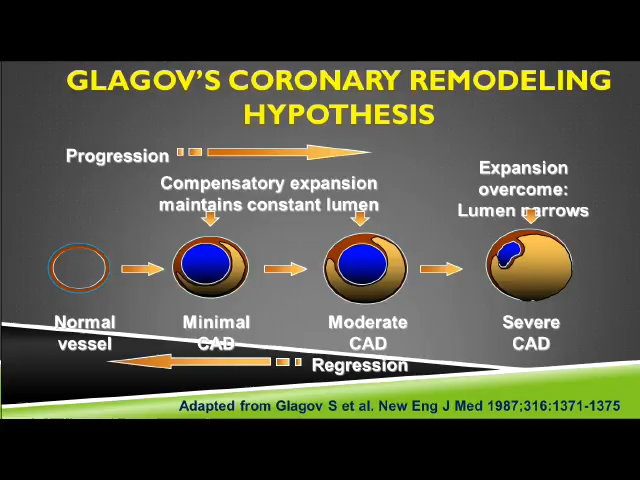 GLAGOV'S CORONARY REMODELING
HYPOTHESIS
Progression
Compensatory expansion
maintains constant lumen
Expansion
overcome:
Lumen narrows
Normal
vessel
Minimal
CAD
Moderate
CAD
Severe
CAD
Regression
Adapted from Glagov S et al. New Eng J Med 1987;316:1371-1375